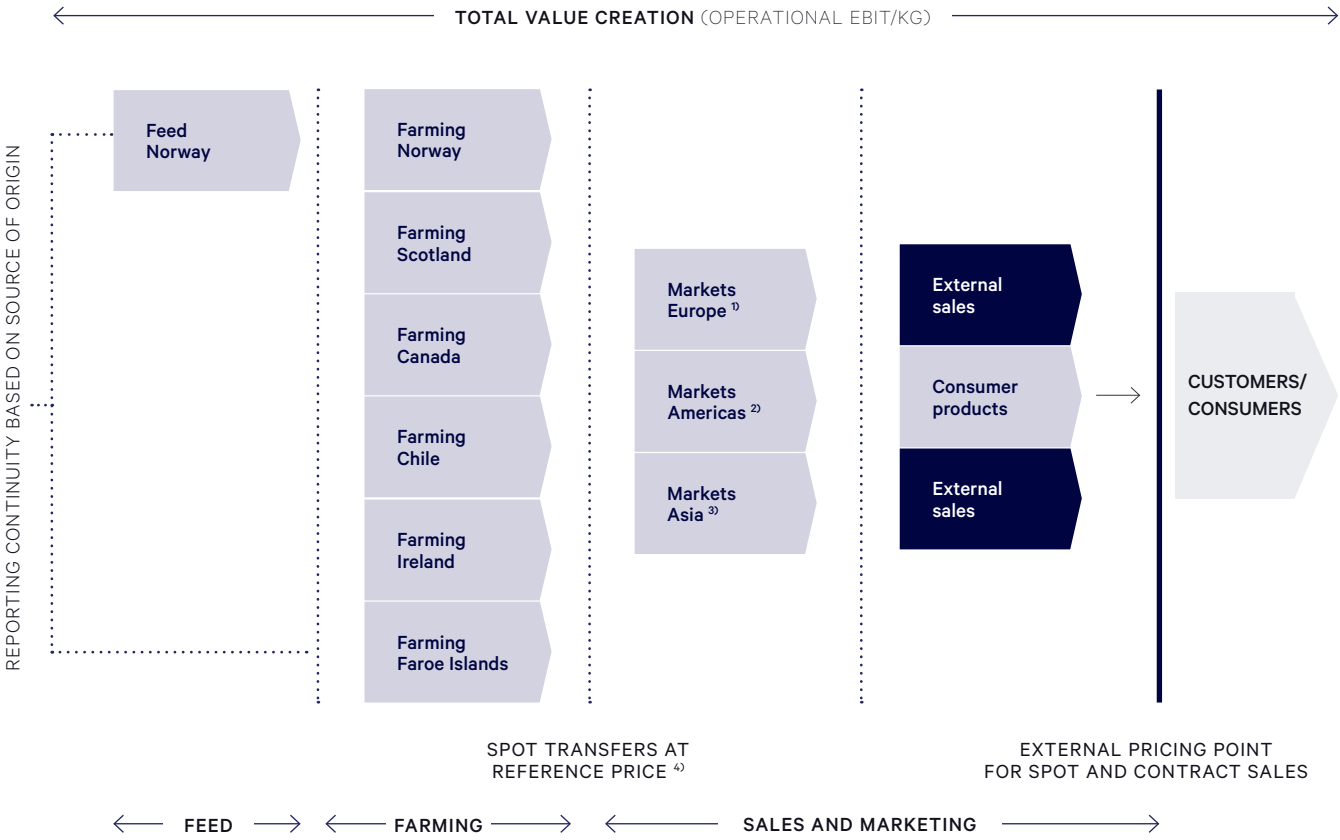 TOTAL VALUE CREATION (OPERATIONAL EBIT/KG)
REPORTING CONTINUITY BASED ON SOURCE OF ORIGIN
Feed
Norway
Farming
Norway
Farming
Scotland
Farming
Canada
Farming
Chile
Farming
Ireland
Farming
Faroe Islands
Markets
Europe 1)
Markets
Americas 2)
Markets
Asia 3)
External
sales
Consumer
products
External
sales
CUSTOMERS/
CONSUMERS
SPOT TRANSFERS AT
REFERENCE PRICE 4)
EXTERNAL PRICING POINT
FOR SPOT AND CONTRACT SALES
FEED
FARMING
SALES AND MARKETING